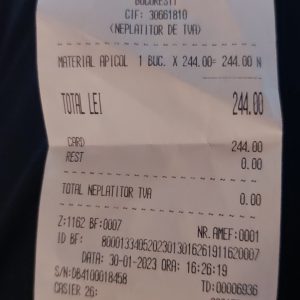 BUCURESTI
CIF: 30661810
(NEPLATITOR DE TVA)
MATERIAL APICOL 1 BUC. X 244.00= 244.00 N
TOTAL LEI 244.00
CARD 244.00
REST 0.00
TOTAL NEPLATITOR TVA 0.00
Z:1162 BF:0007 NR.AMEF:0001
ID BF: 80001334052023013016261911620007
DATA: 30-01-2023 ORA: 16:26:19
S/N:DB4100018458 TD:00006936
CASIER 26: